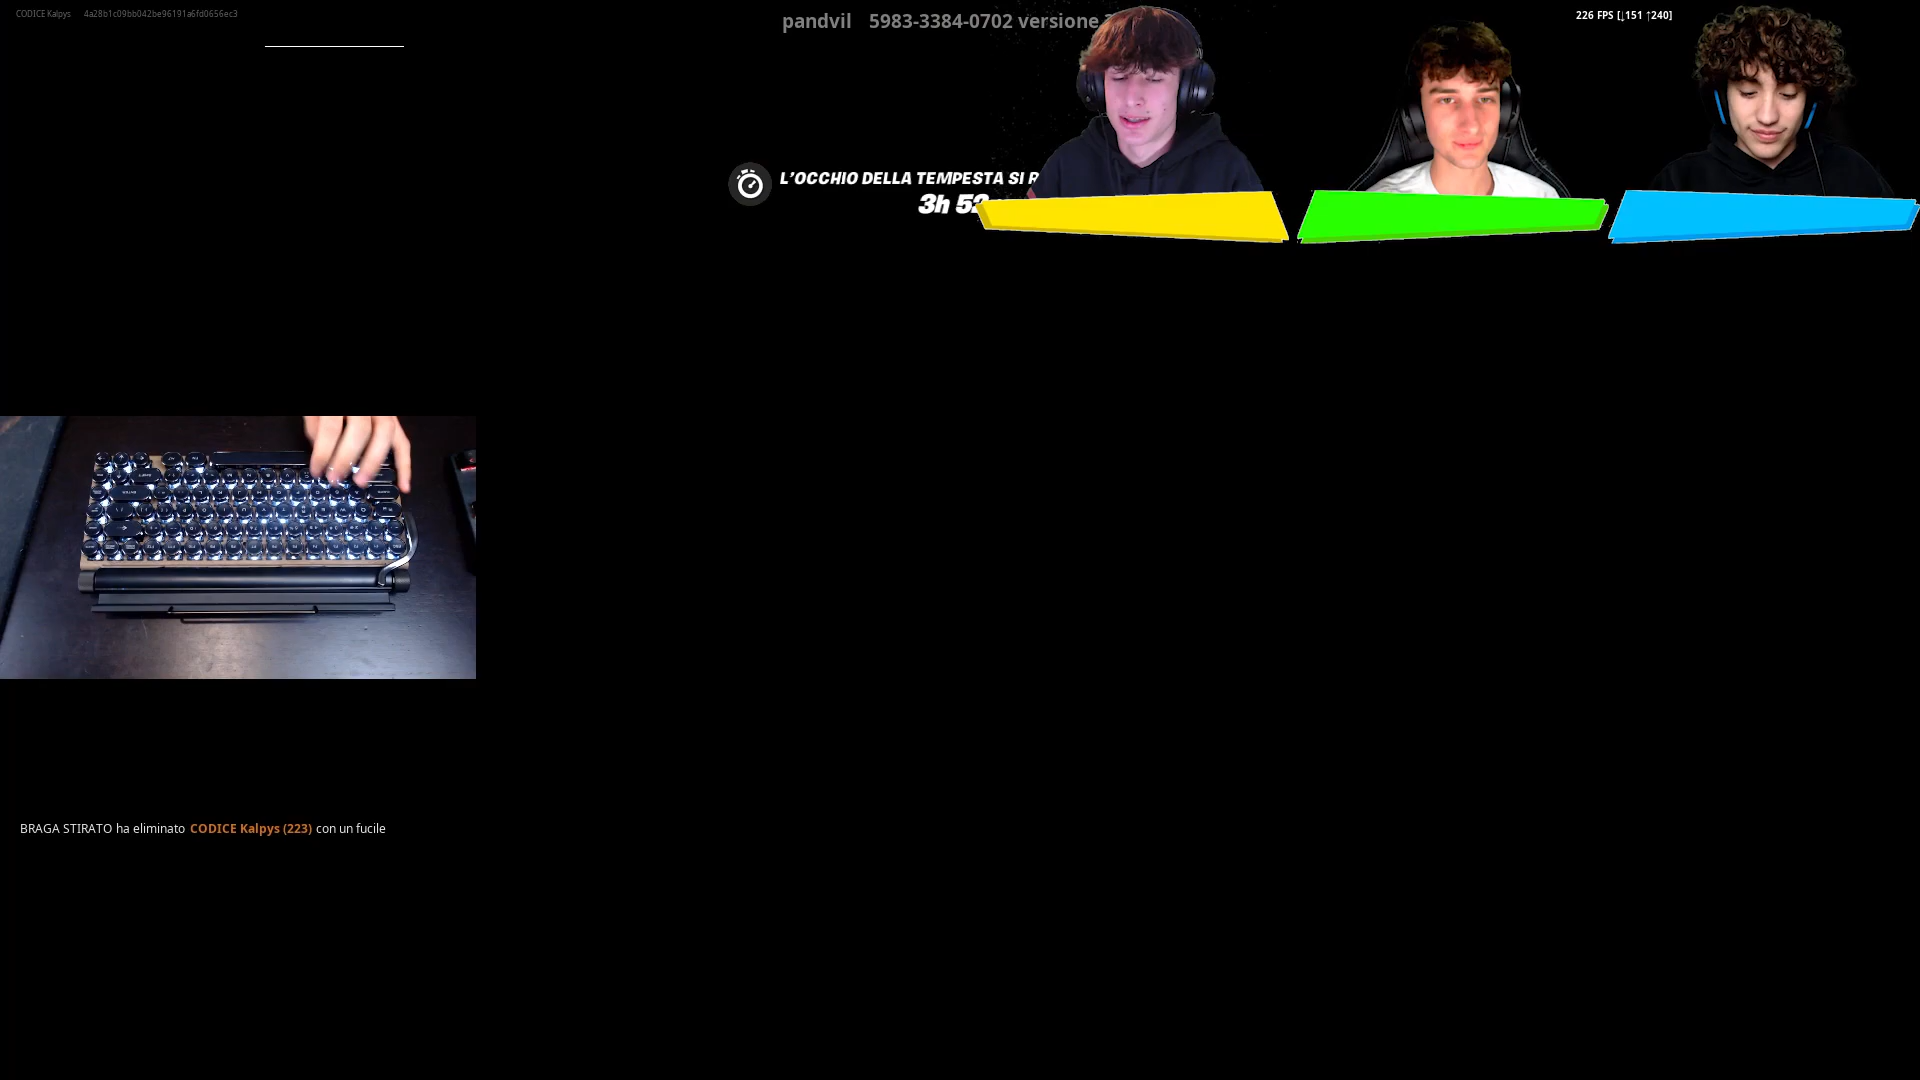 CODICE Kalpys 4a28b1c09bb042be96191a6fd0656ec3
pandvil 5983-3384-0702 versione
226 FPS [↓151 ↑240]
L'OCCHIO DELLA TEMPESTA SI R
3h 52
BRAGA STIRATO ha eliminato CODICE Kalpys (223) con un fucile